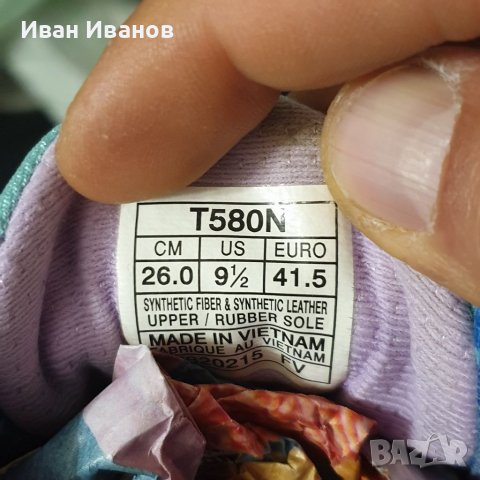 Иван Иванов
T580N
CM US EURO
26.0 9½ 41.5
SYNTHETIC FIBER & SYNTHETIC LEATHER
UPPER / RUBBER SOLE
MADE IN VIETNAM
FABRIQUE AU VIETNAM
FV
BAZAR